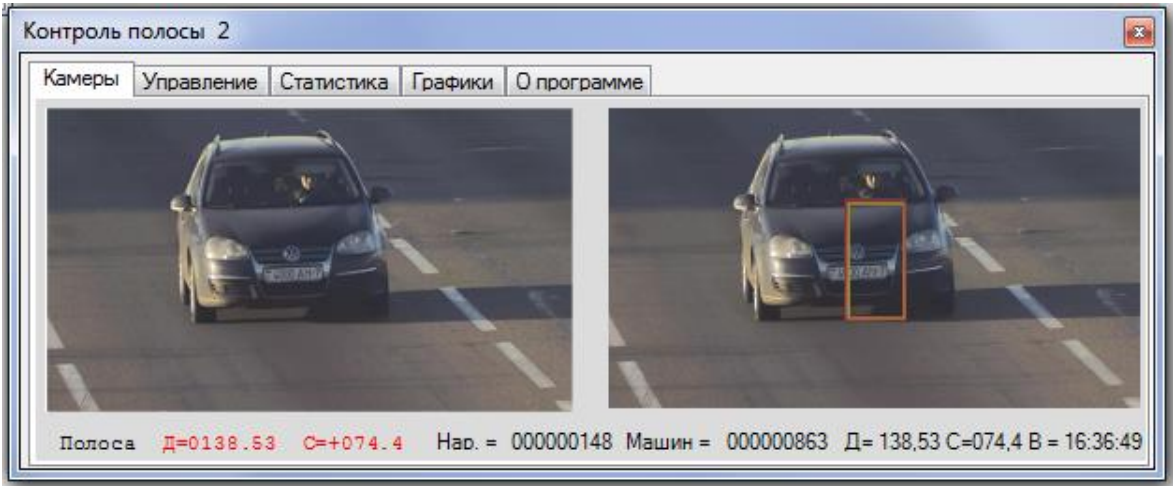 Контроль полосы 2
Камеры Управление Статистика Графики О программе
Полоса Д=0138.53 С=+074.4 Нар. = 000000148 Машин = 000000863 Д= 138,53 С=074,4 В = 16:36:49